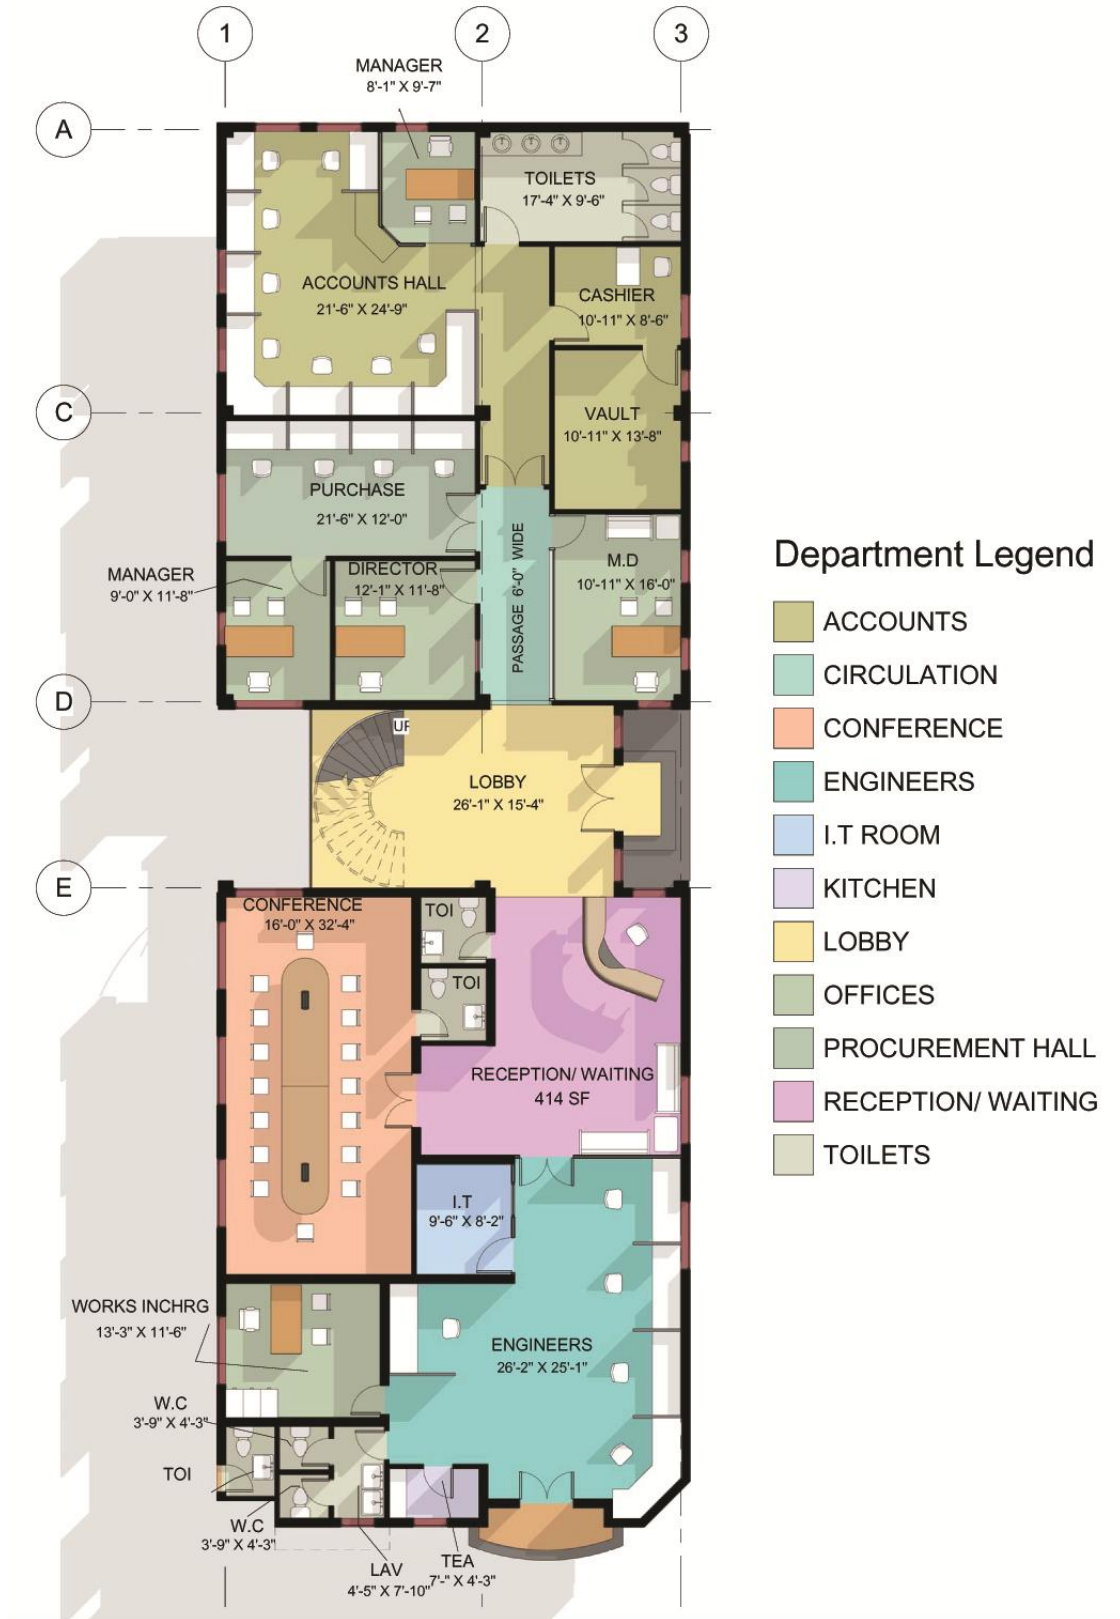 1
2
3
MANAGER
8'-1" X 9'-7"
A
TOILETS
17'-4" X 9'-6"
ACCOUNTS HALL
21'-6" X 24'-9"
CASHIER
10'-11" X 8'-6"
C
VAULT
10'-11" X 13'-8"
PURCHASE
21'-6" X 12'-0"
PASSAGE 6'-0" WIDE
M.D
10'-11" X 16'-0"
MANAGER
9'-0" X 11'-8"
DIRECTOR
12'-1" X 11'-8"
D
UP
LOBBY
26'-1" X 15'-4"
E
CONFERENCE
16'-0" X 32'-4"
TOI
TOI
RECEPTION/ WAITING
414 SF
I.T
9'-6" X 8'-2"
WORKS INCHRG
13'-3" X 11'-6"
ENGINEERS
26'-2" X 25'-1"
W.C
3'-9" X 4'-3"
TOI
W.C
3'-9" X 4'-3"
LAV
4'-5" X 7'-10"
TEA
7'-" X 4'-3"
Department Legend
ACCOUNTS
CIRCULATION
CONFERENCE
ENGINEERS
I.T ROOM
KITCHEN
LOBBY
OFFICES
PROCUREMENT HALL
RECEPTION/ WAITING
TOILETS